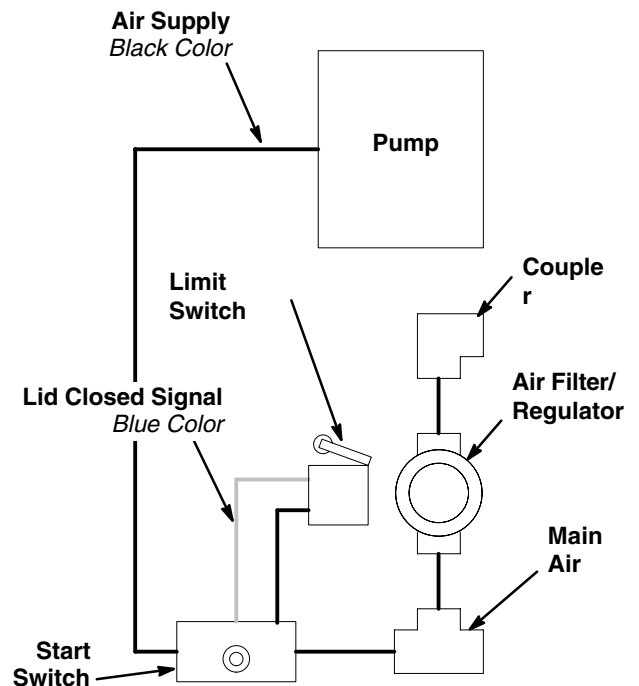 Air Supply
Black Color
Pump
Limit
Switch
Couple
r
Lid Closed Signal
Blue Color
Air Filter/
Regulator
Main
Air
Start
Switch